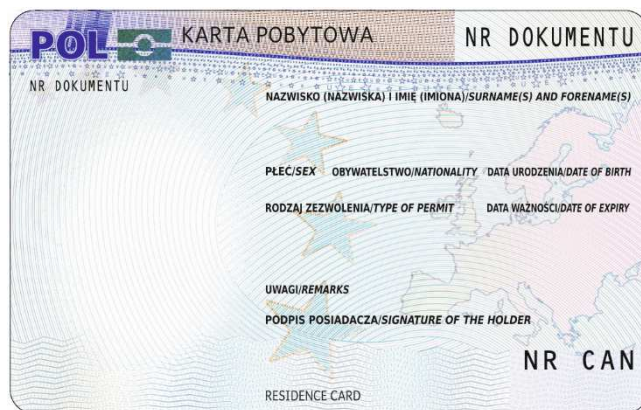 POL KARTA POBYTOWA NR DOKUMENTU
NR DOKUMENTU
NAZWISKO (NAZWISKA) I IMIĘ (IMIONA)/SURNAME(S) AND FORENAME(S)
PŁEĆ/SEX OBYWATELSTWO/NATIONALITY DATA URODZENIA/DATE OF BIRTH
RODZAJ ZEZWOLENIA/TYPE OF PERMIT DATA WAŻNOŚCI/DATE OF EXPIRY
UWAGI/REMARKS
PODPIS POSIADACZA/SIGNATURE OF THE HOLDER
NR CAN
RESIDENCE CARD